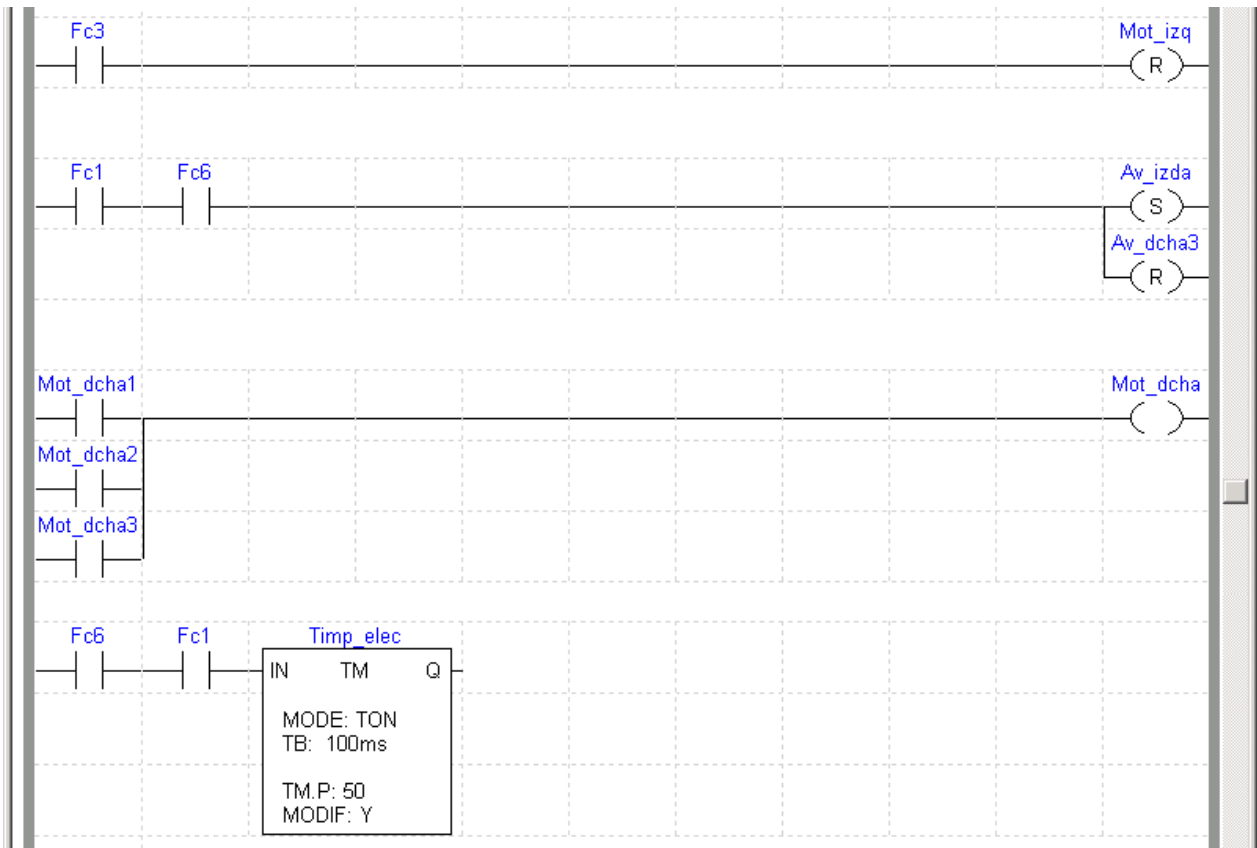 Fc3 Mot_izq
R
Fc1 Fc6 Av_izda
S
Av_dcha3
R
Mot_dcha1 Mot_dcha
Mot_dcha2
Mot_dcha3
Fc6 Fc1 Timp_elec
IN TM Q
MODE: TON
TB: 100ms
TM.P: 50
MODIF: Y